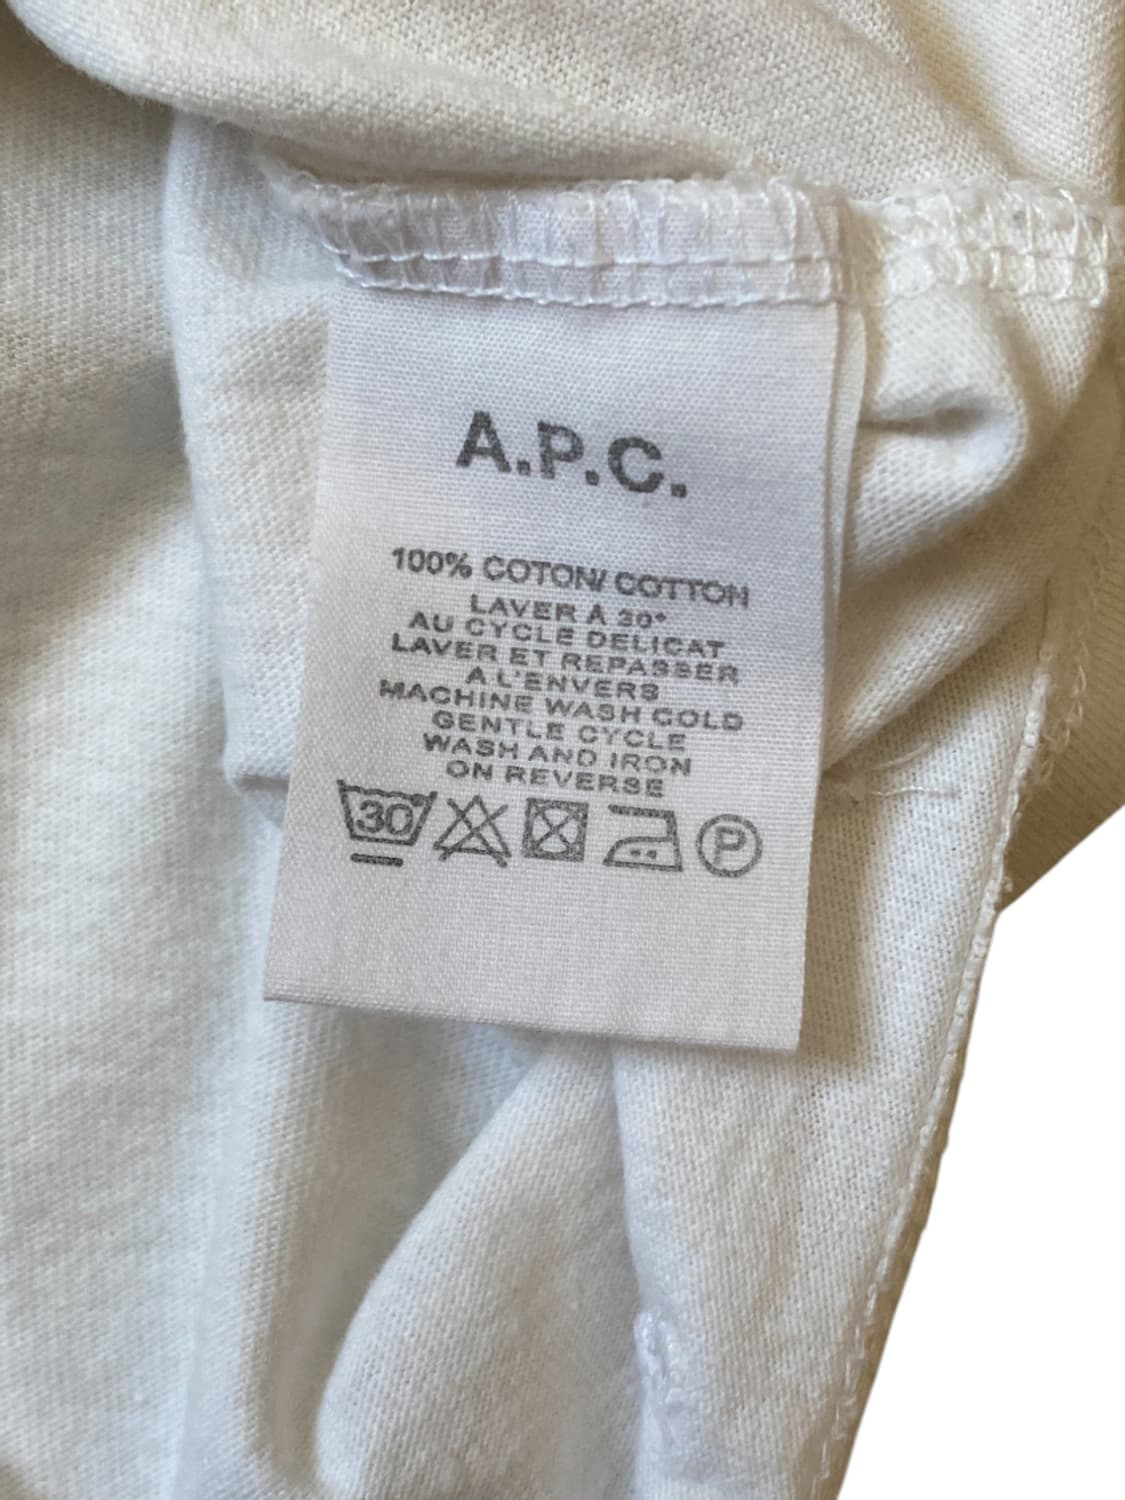 A.P.C.
100% COTON/ COTTON
LAVER A 30°
AU CYCLE DELICAT
LAVER ET REPASSER
A L'ENVERS
MACHINE WASH COLD
GENTLE CYCLE
WASH AND IRON
ON REVERSE
30 P